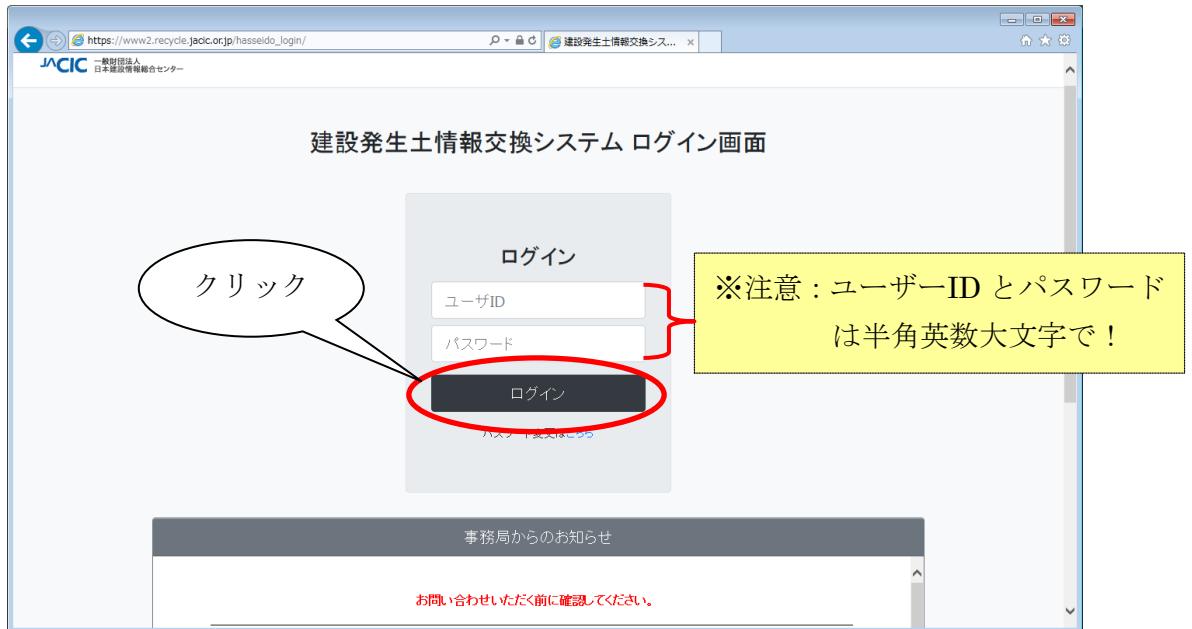 https://www2.recycle.jacic.or.jp/hasseido_login/
建設発生土情報交換シス...
JACIC 一般財団法人
日本建設情報総合センター
建設発生土情報交換システム ログイン画面
ログイン
クリック
ユーザID
パスワード
※注意：ユーザーID とパスワード
は半角英数大文字で！
ログイン
パスワード変更はこちら
事務局からのお知らせ
お問い合わせいただく前に確認してください。